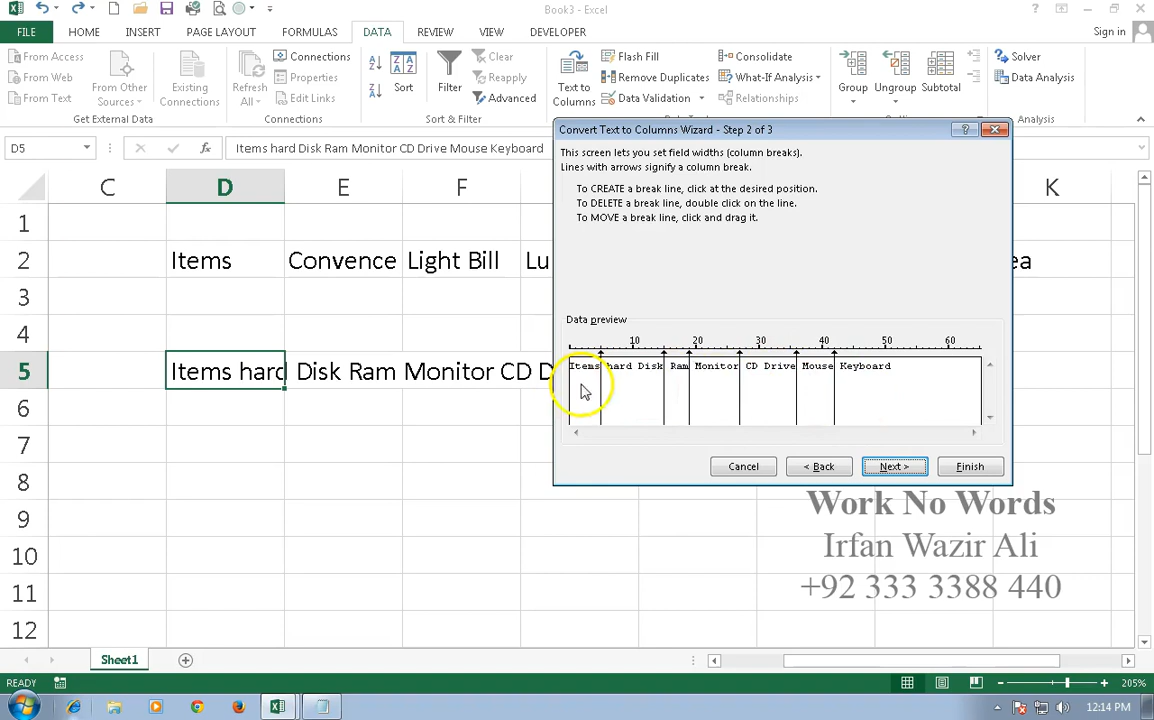 Book3 - Excel
FILE HOME INSERT PAGE LAYOUT FORMULAS DATA REVIEW VIEW DEVELOPER Sign in
From Access
From Web
From Text
From Other Sources
Existing Connections
Get External Data
Refresh All
Connections
Properties
Edit Links
Connections
Sort
Filter
Clear
Reapply
Advanced
Sort & Filter
Text to Columns
Flash Fill
Remove Duplicates
Data Validation
Consolidate
What-If Analysis
Relationships
Group
Ungroup
Subtotal
Solver
Data Analysis
D5 Items hard Disk Ram Monitor CD Drive Mouse Keyboard
C D E F K
1
2 Items Convence Light Bill Lu ea
3
4
5 Items hard Disk Ram Monitor CD D
6
7
8
9
10
11
12
Convert Text to Columns Wizard - Step 2 of 3
This screen lets you set field widths (column breaks).
Lines with arrows signify a column break.
To CREATE a break line, click at the desired position.
To DELETE a break line, double click on the line.
To MOVE a break line, click and drag it.
Data preview
10 20 30 40 50 60
Items hard Disk Ram Monitor CD Drive Mouse Keyboard
Cancel < Back Next > Finish
Work No Words
Irfan Wazir Ali
+92 333 3388 440
Sheet1
READY 205%
12:14 PM